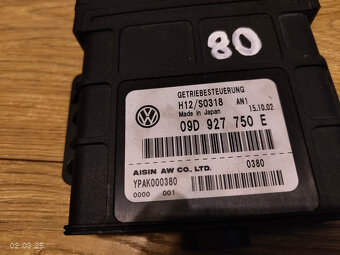 80
GETRIEBESTEUERUNG
H12/S0318 AN1
Made in Japan 15.10.02
09D 927 750 E
AISIN AW CO., LTD. 0380
YPAK000380
0000 001
02.03.25